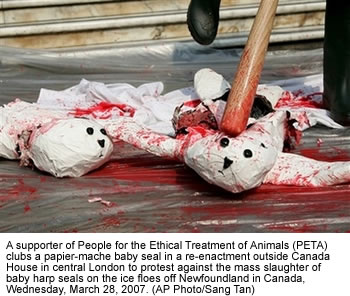 A supporter of People for the Ethical Treatment of Animals (PETA)
clubs a papier-mache baby seal in a re-enactment outside Canada
House in central London to protest against the mass slaughter of
baby harp seals on the ice floes off Newfoundland in Canada,
Wednesday, March 28, 2007. (AP Photo/Sang Tan)